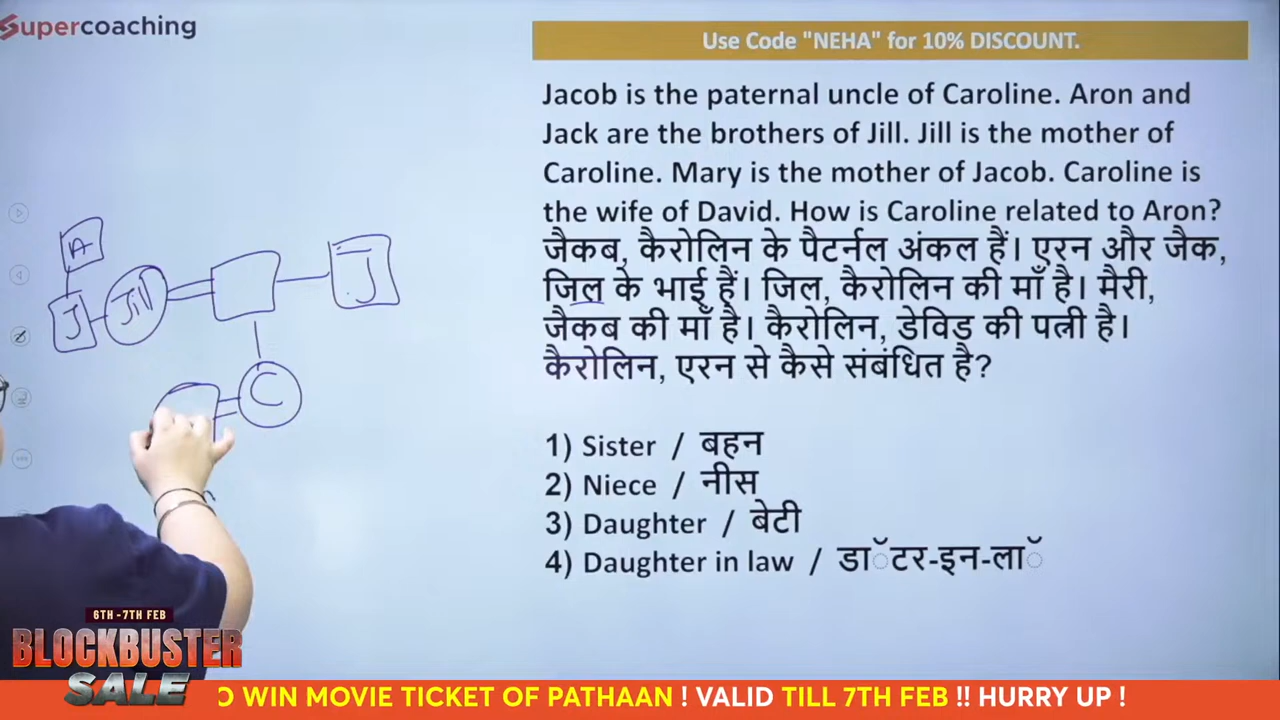 Supercoaching
Use Code "NEHA" for 10% DISCOUNT.
Jacob is the paternal uncle of Caroline. Aron and
Jack are the brothers of Jill. Jill is the mother of
Caroline. Mary is the mother of Jacob. Caroline is
the wife of David. How is Caroline related to Aron?
जैकब, कैरोलिन के पैटर्नल अंकल हैं। एरन और जैक,
जिल के भाई हैं। जिल, कैरोलिन की माँ है। मैरी,
जैकब की माँ है। कैरोलिन, डेविड की पत्नी है।
कैरोलिन, एरन से कैसे संबंधित है?
1) Sister / बहन
2) Niece / नीस
3) Daughter / बेटी
4) Daughter in law / डाॅटर-इन-लाॅ
A
J Jill J
C
6TH -7TH FEB
BLOCKBUSTER
SALE
O WIN MOVIE TICKET OF PATHAAN ! VALID TILL 7TH FEB !! HURRY UP !